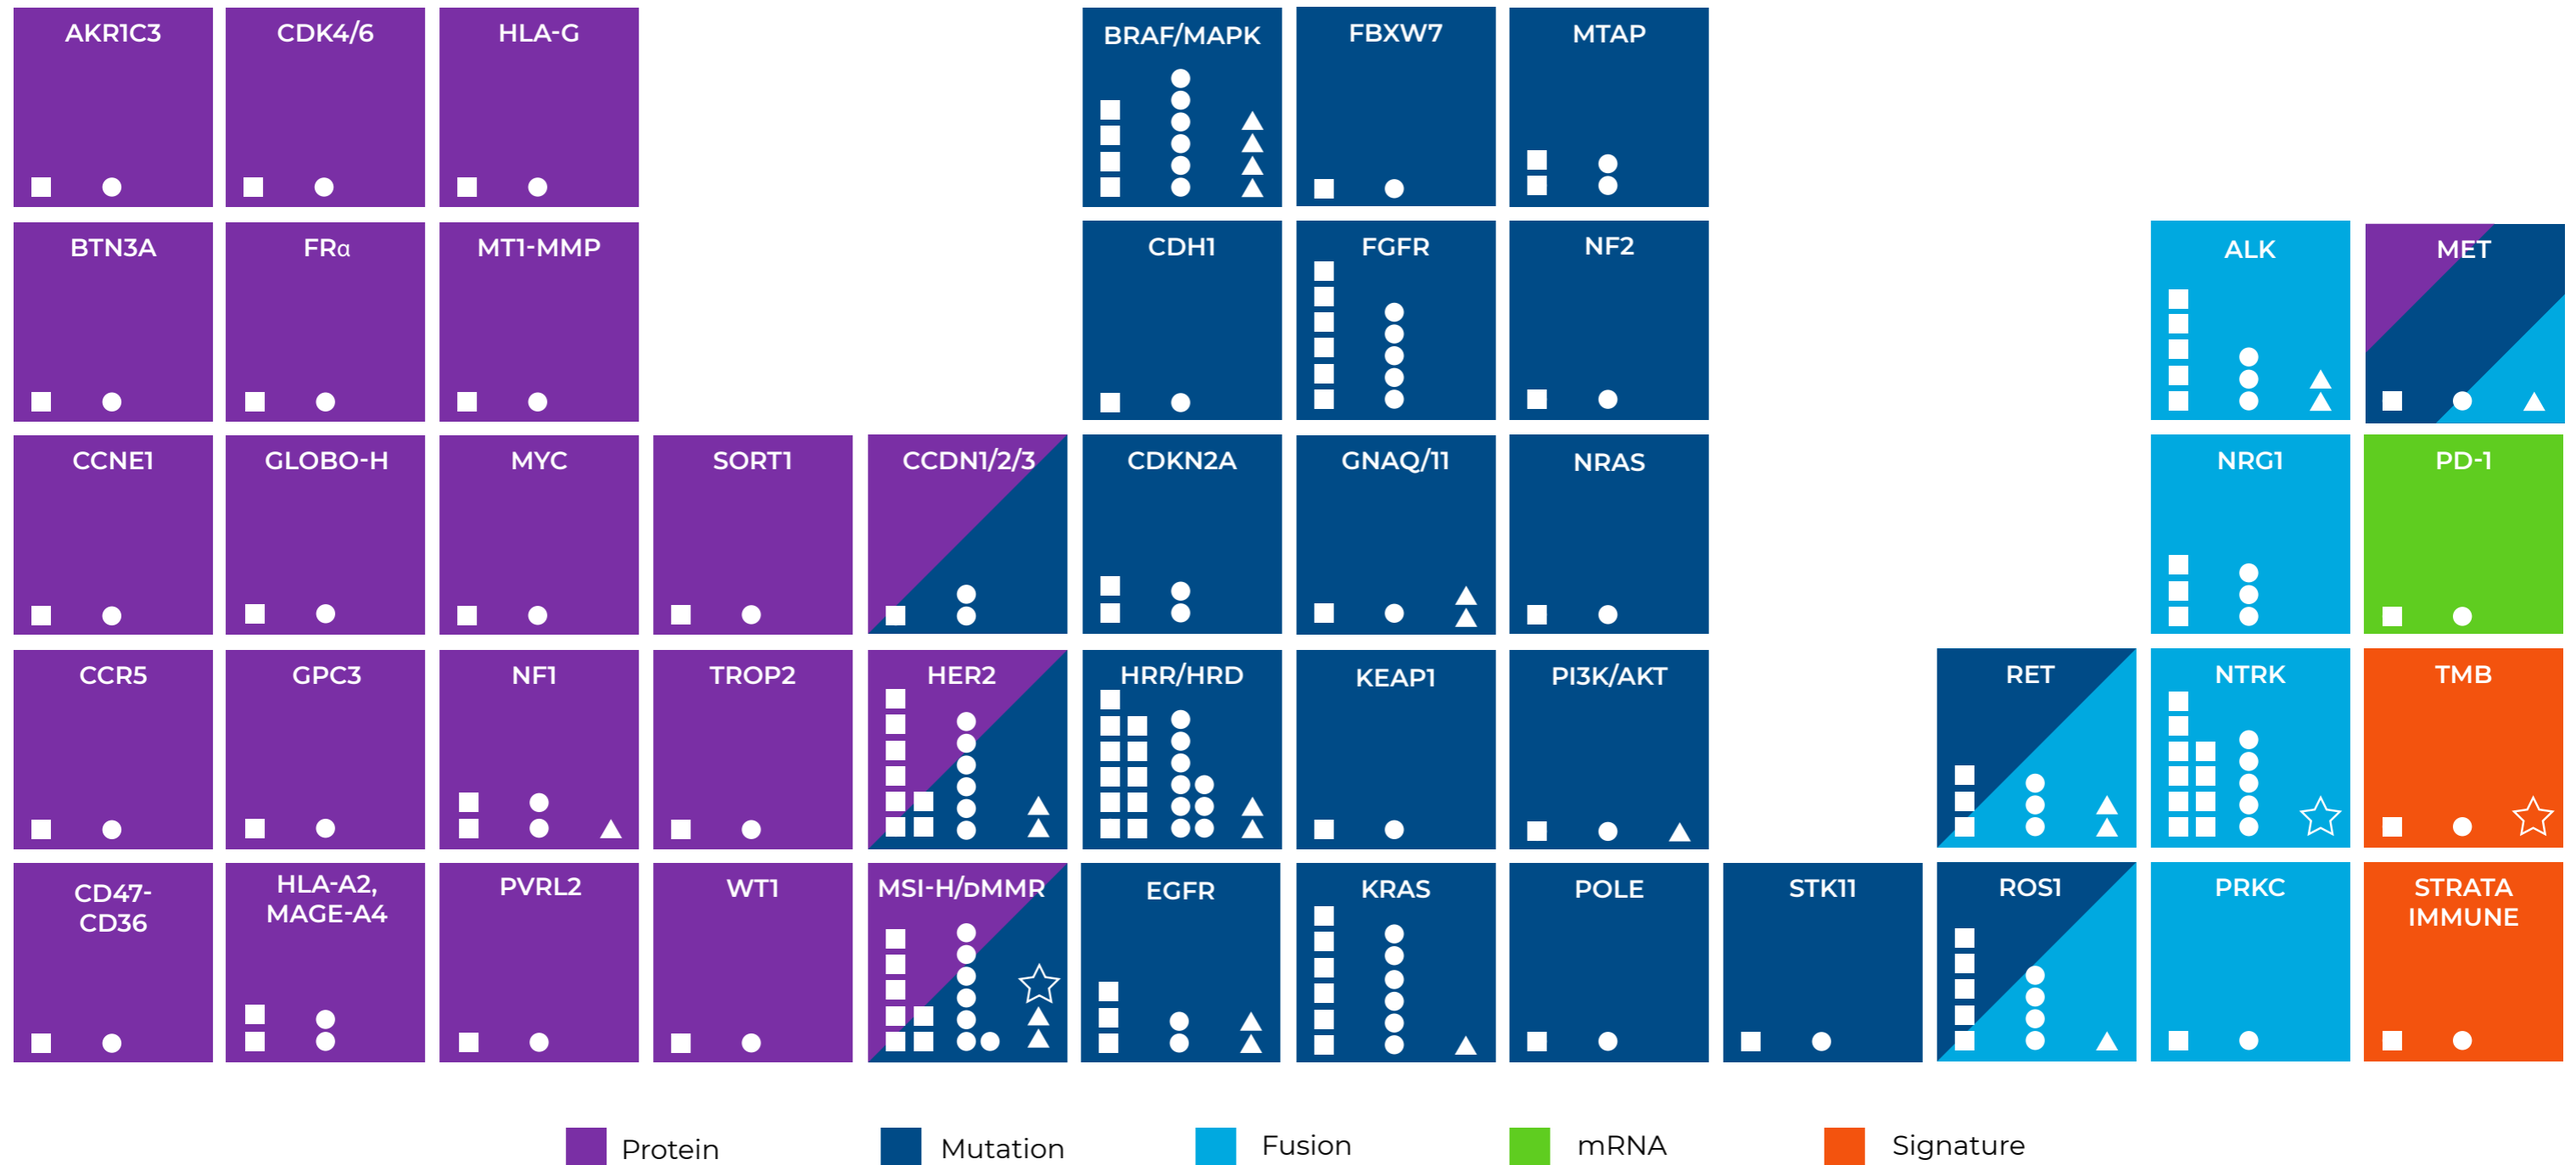 AKR1C3
CDK4/6
HLA-G
BRAF/MAPK
FBXW7
MTAP
BTN3A
FRα
MT1-MMP
CDH1
FGFR
NF2
ALK
MET
CCNE1
GLOBO-H
MYC
SORT1
CCDN1/2/3
CDKN2A
GNAQ/11
NRAS
NRG1
PD-1
CCR5
GPC3
NF1
TROP2
HER2
HRR/HRD
KEAP1
PI3K/AKT
RET
NTRK
TMB
CD47-
CD36
HLA-A2,
MAGE-A4
PVRL2
WT1
MSI-H/DMMR
EGFR
KRAS
POLE
STK11
ROS1
PRKC
STRATA
IMMUNE
Protein
Mutation
Fusion
mRNA
Signature